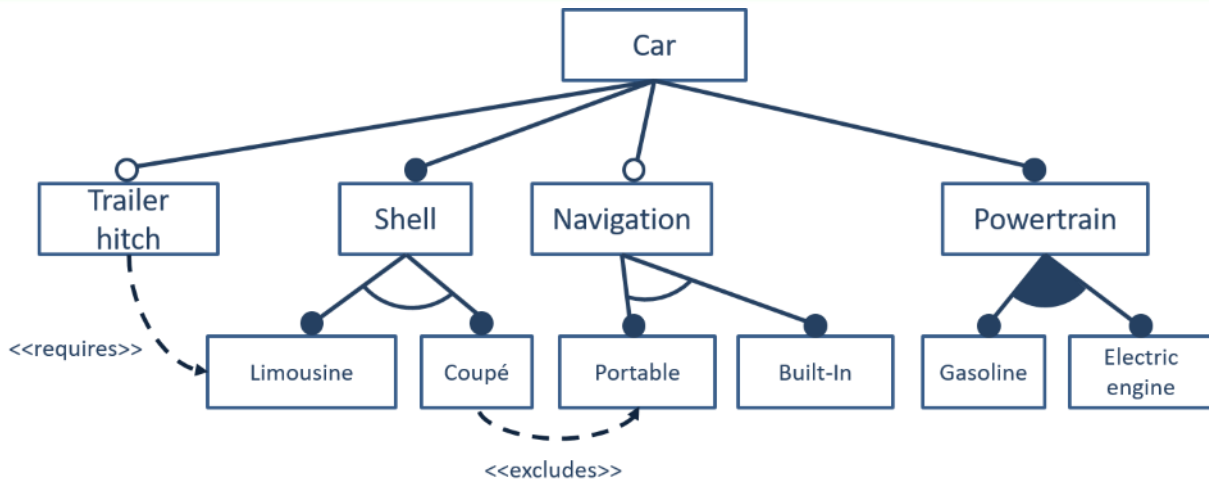 Car
Trailer
hitch
Shell
Navigation
Powertrain
<<requires>>
Limousine
Coupé
Portable
Built-In
Gasoline
Electric
engine
<<excludes>>